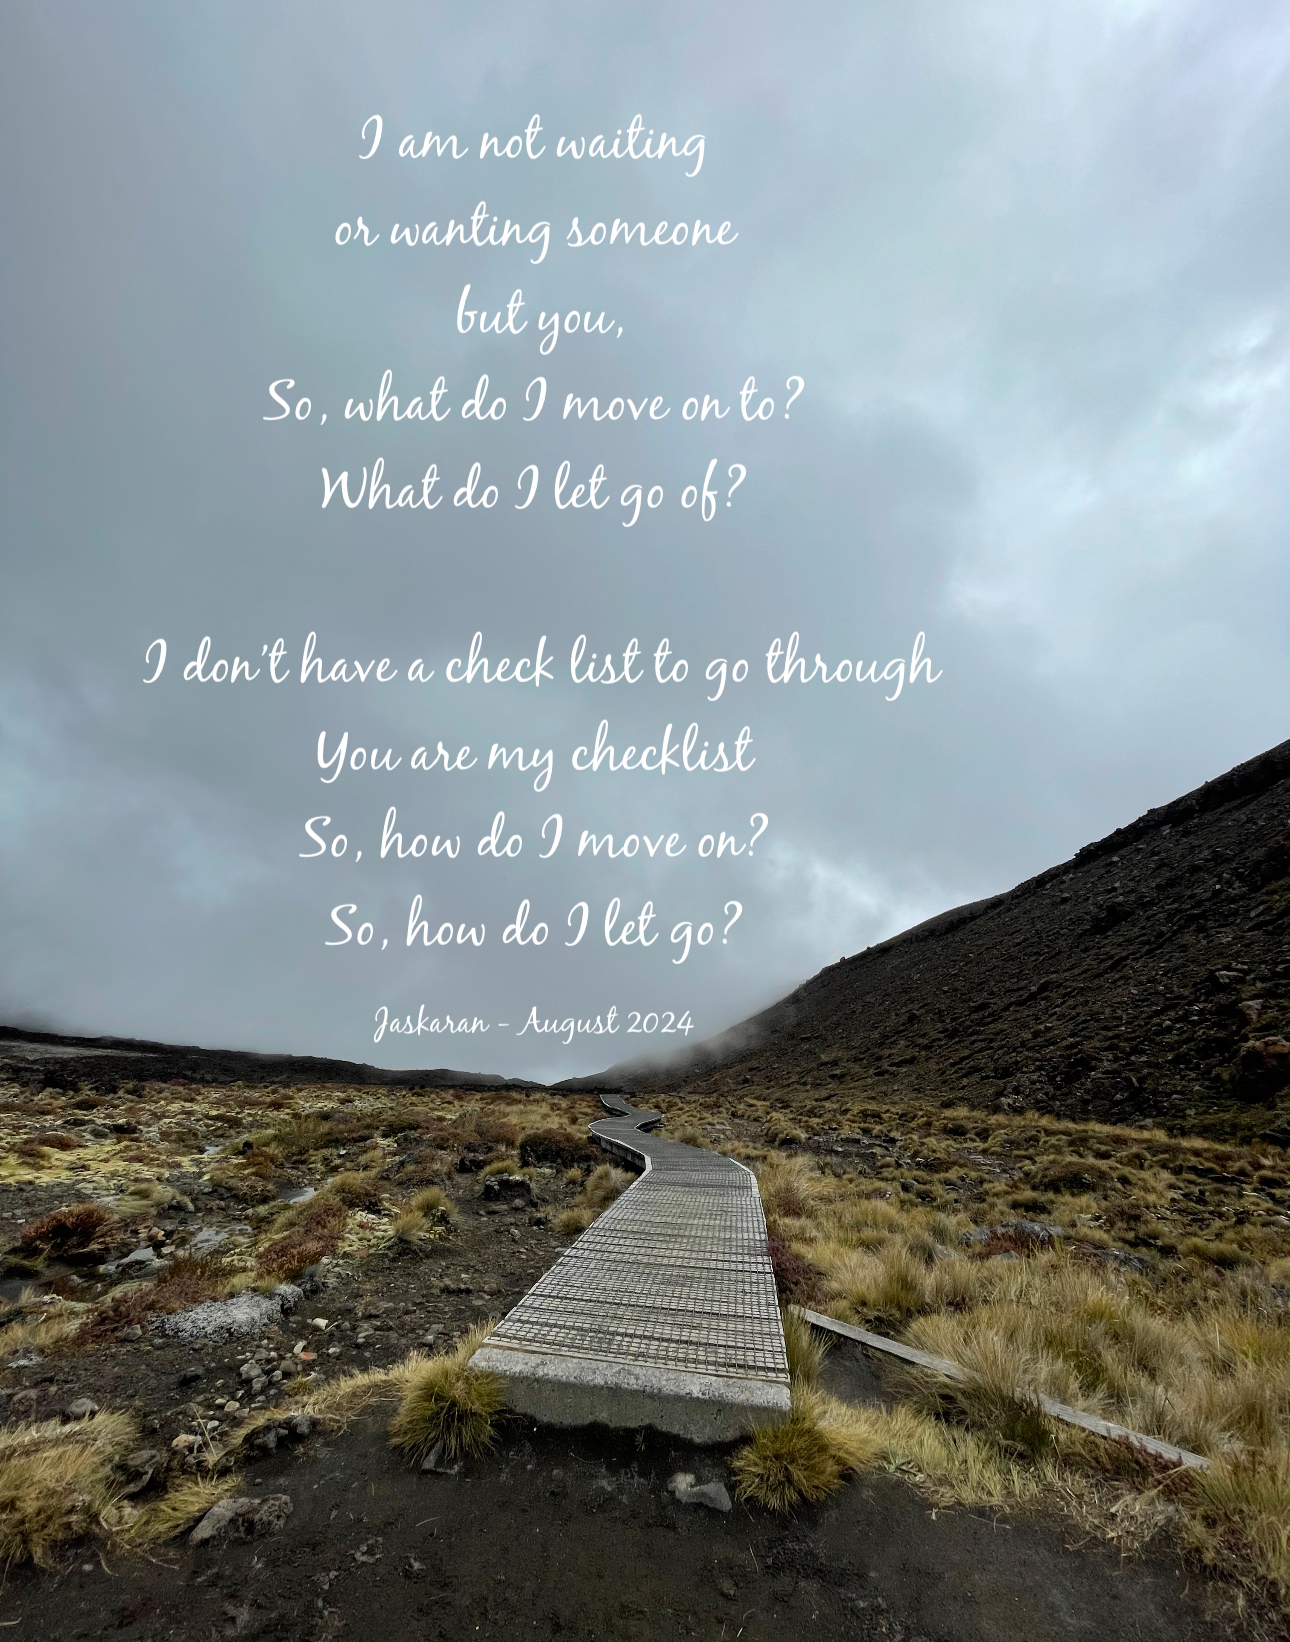 I am not waiting
or wanting someone
but you,
So, what do I move on to?
What do I let go of?
I don't have a check list to go through
You are my checklist
So, how do I move on?
So, how do I let go?
Jaskaran - August 2024